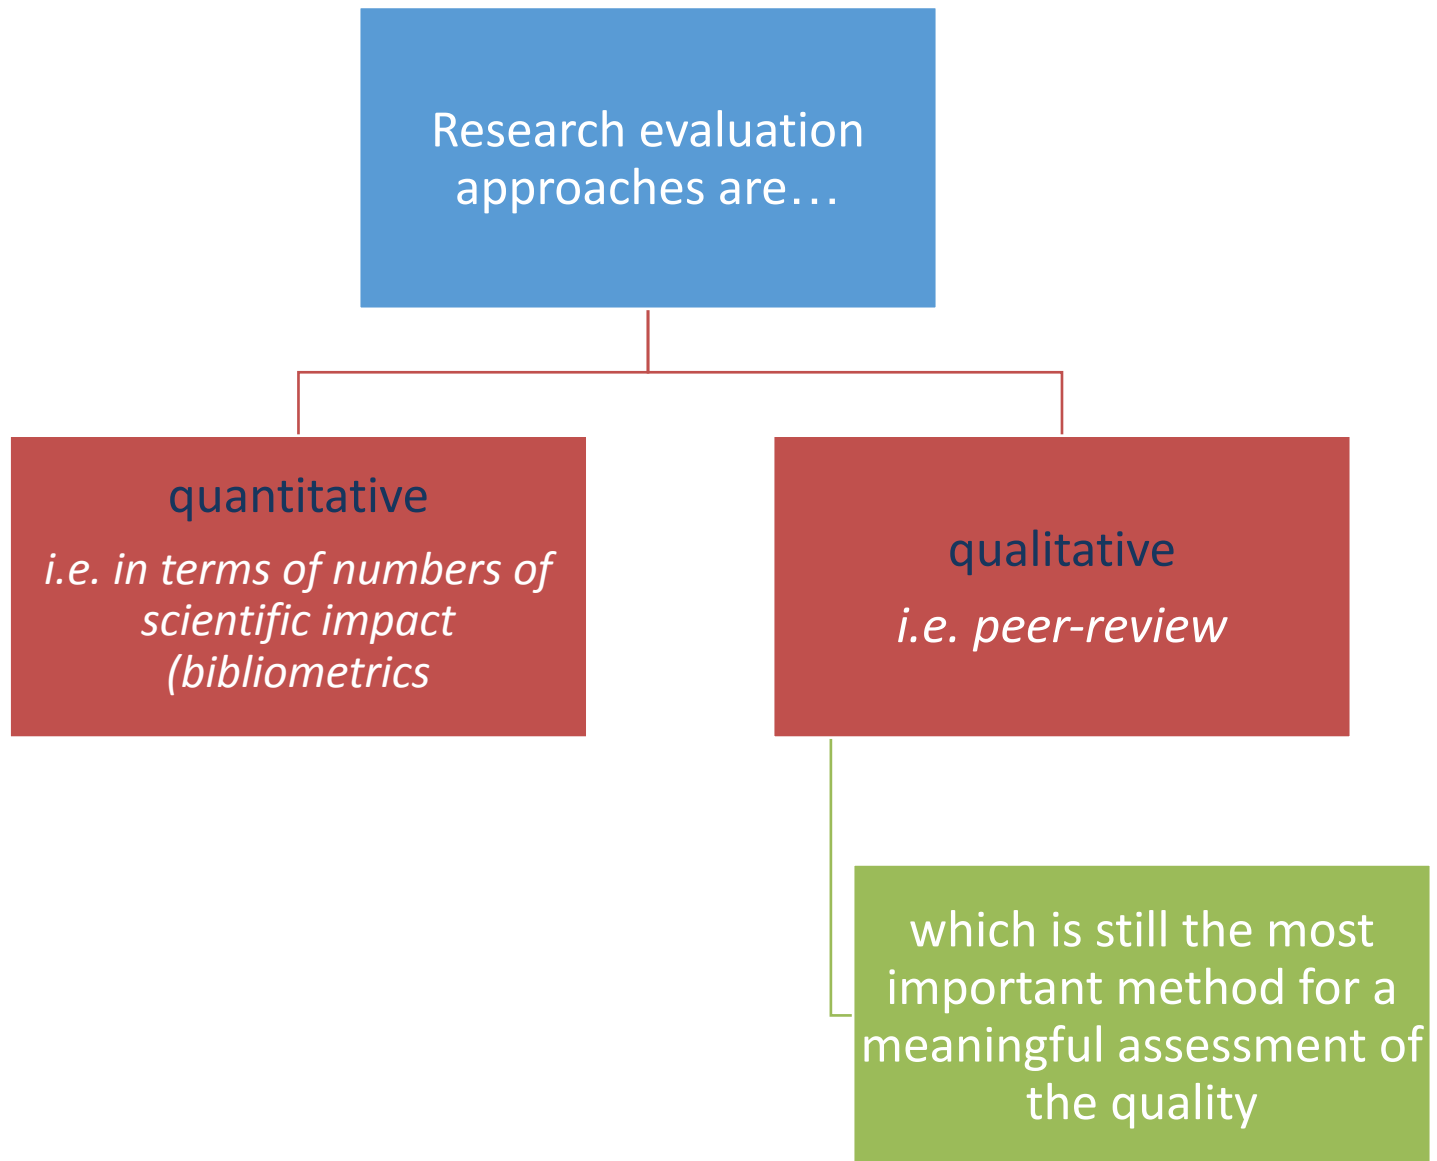 Research evaluation
approaches are…
quantitative
i.e. in terms of numbers of
scientific impact
(bibliometrics
qualitative
i.e. peer-review
which is still the most
important method for a
meaningful assessment of
the quality